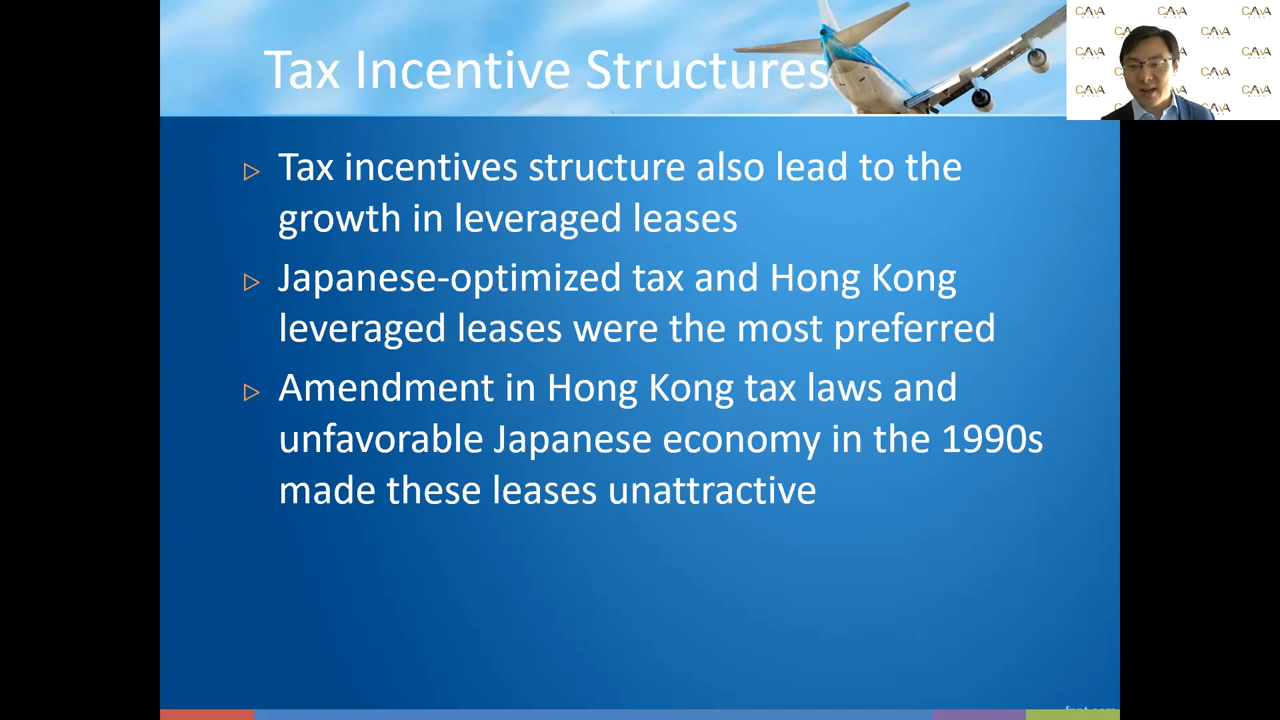 Tax Incentive Structures
Tax incentives structure also lead to the
growth in leveraged leases
Japanese-optimized tax and Hong Kong
leveraged leases were the most preferred
Amendment in Hong Kong tax laws and
unfavorable Japanese economy in the 1990s
made these leases unattractive